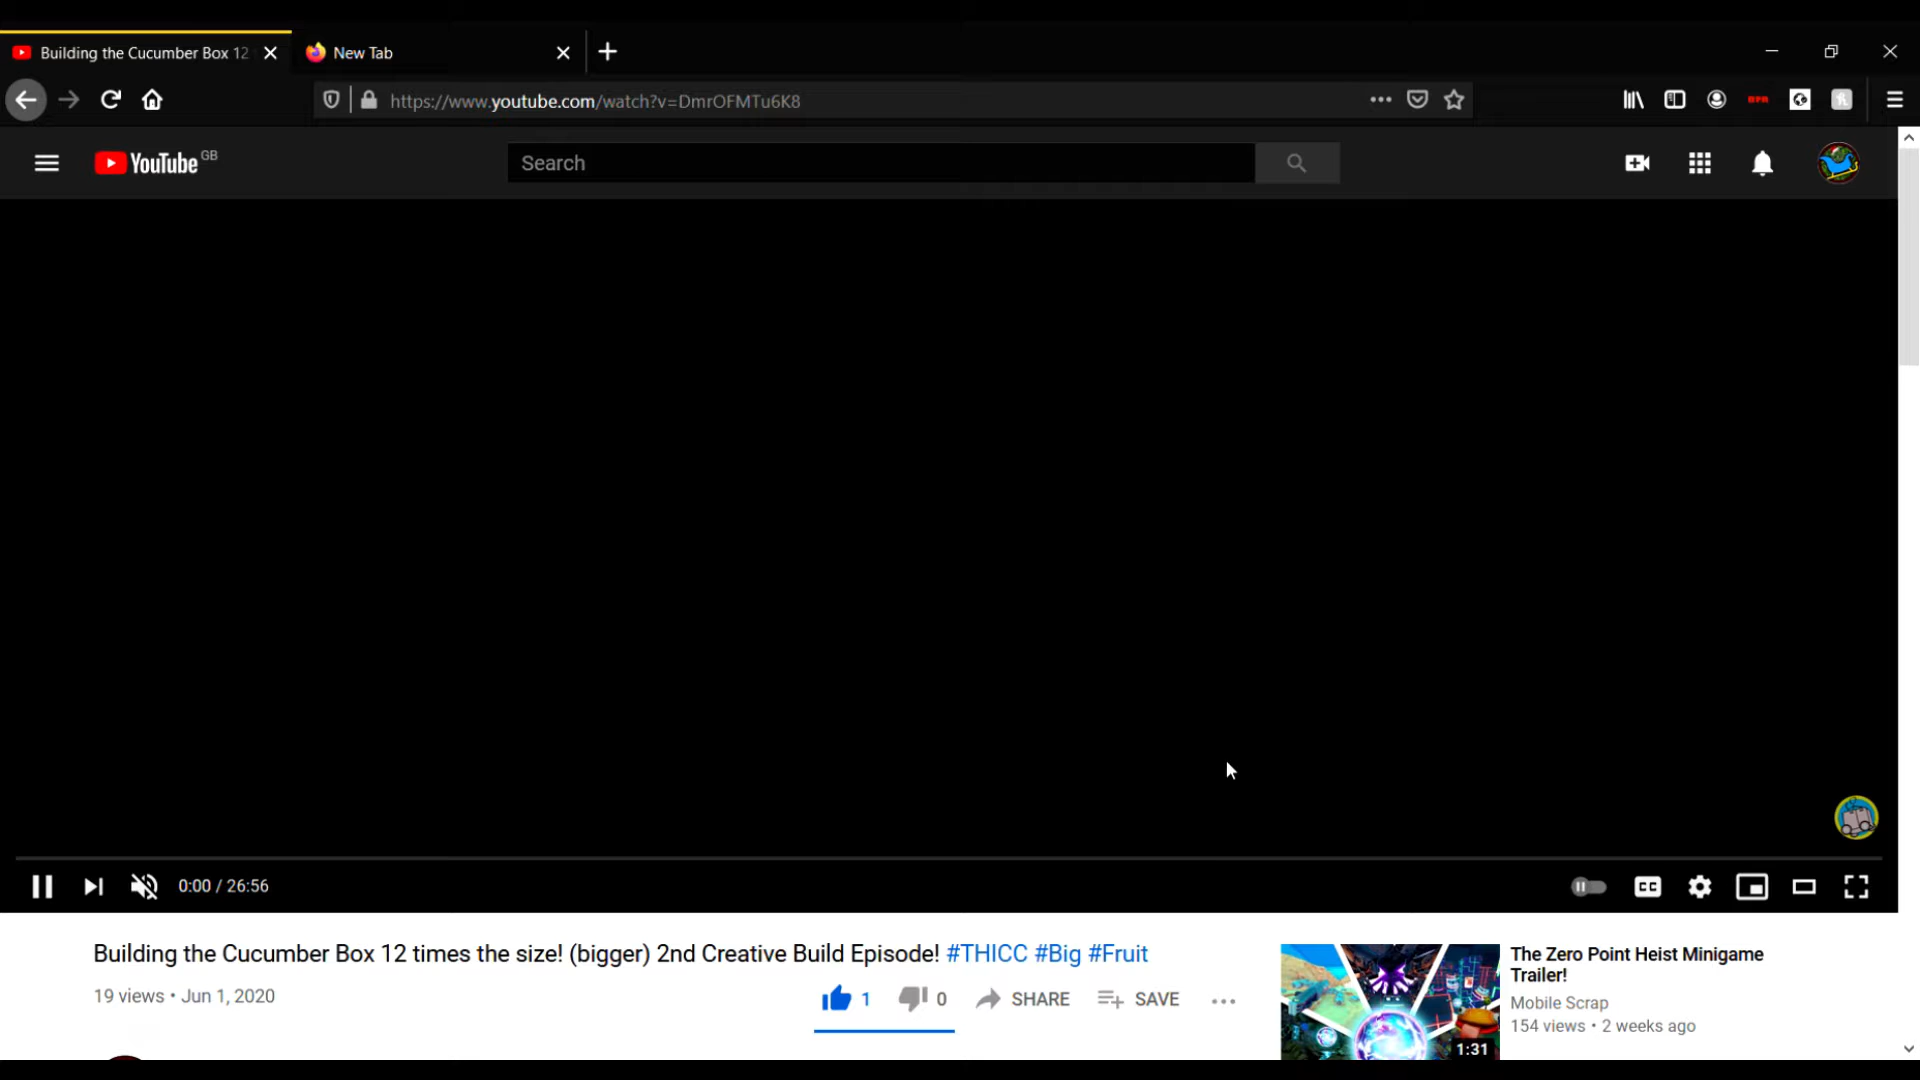 Building the Cucumber Box 12
New Tab
https://www.youtube.com/watch?v=DmrOFMTu6K8
YouTube GB
Search
0:00 / 26:56
CC
Building the Cucumber Box 12 times the size! (bigger) 2nd Creative Build Episode! #THICC #Big #Fruit
19 views • Jun 1, 2020
1
0
SHARE
SAVE
1:31
The Zero Point Heist Minigame
Trailer!
Mobile Scrap
154 views • 2 weeks ago